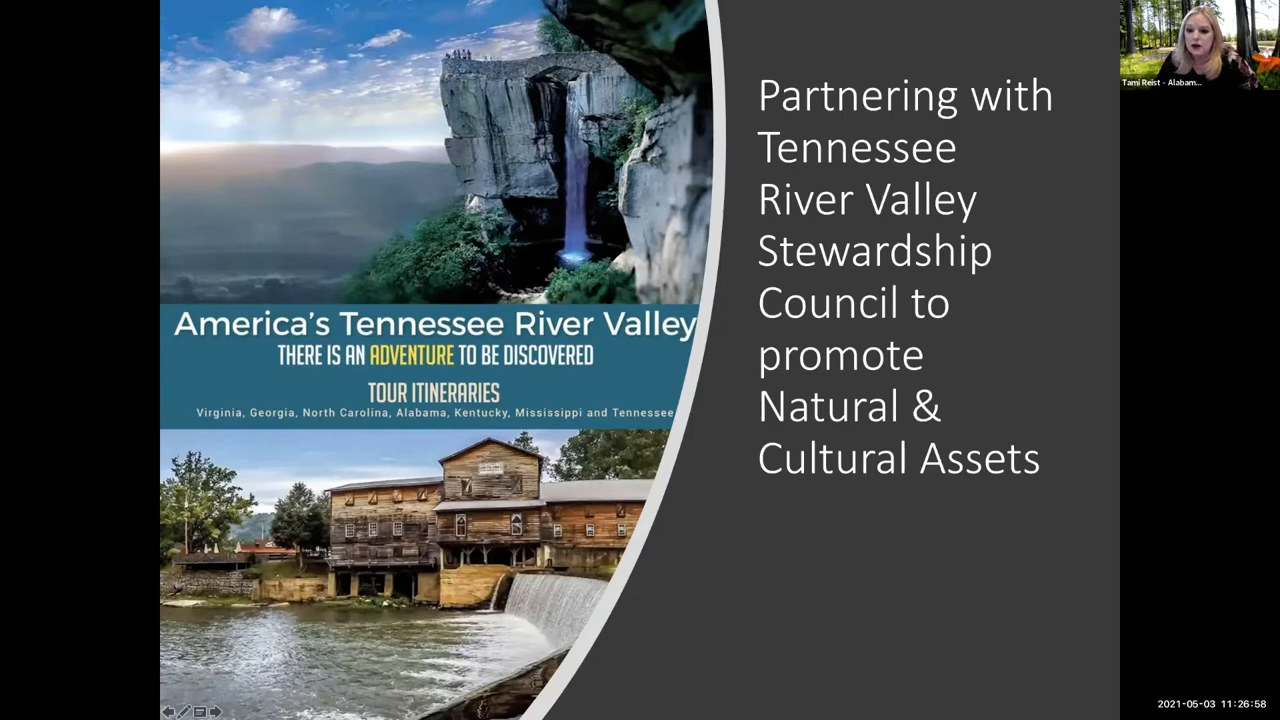 America's Tennessee River Valley
THERE IS AN ADVENTURE TO BE DISCOVERED
TOUR ITINERARIES
Virginia, Georgia, North Carolina, Alabama, Kentucky, Mississippi and Tennessee
Partnering with
Tennessee
River Valley
Stewardship
Council to
promote
Natural &
Cultural Assets
Tami Reist - Alabam...
2021-05-03 11:26:58